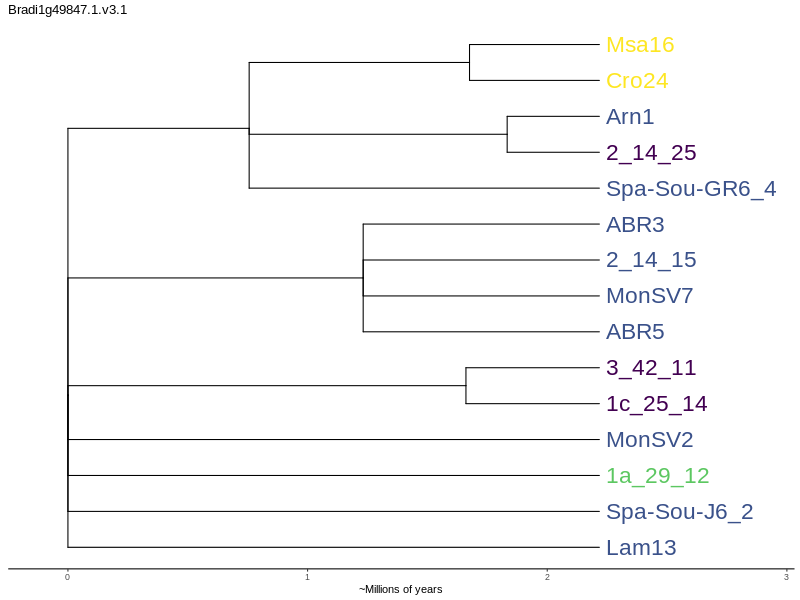 Bradi1g49847.1.v3.1
Msa16
Cro24
Arn1
2_14_25
Spa-Sou-GR6_4
ABR3
2_14_15
MonSV7
ABR5
3_42_11
1c_25_14
MonSV2
1a_29_12
Spa-Sou-J6_2
Lam13
0 1 2 3
~Millions of years